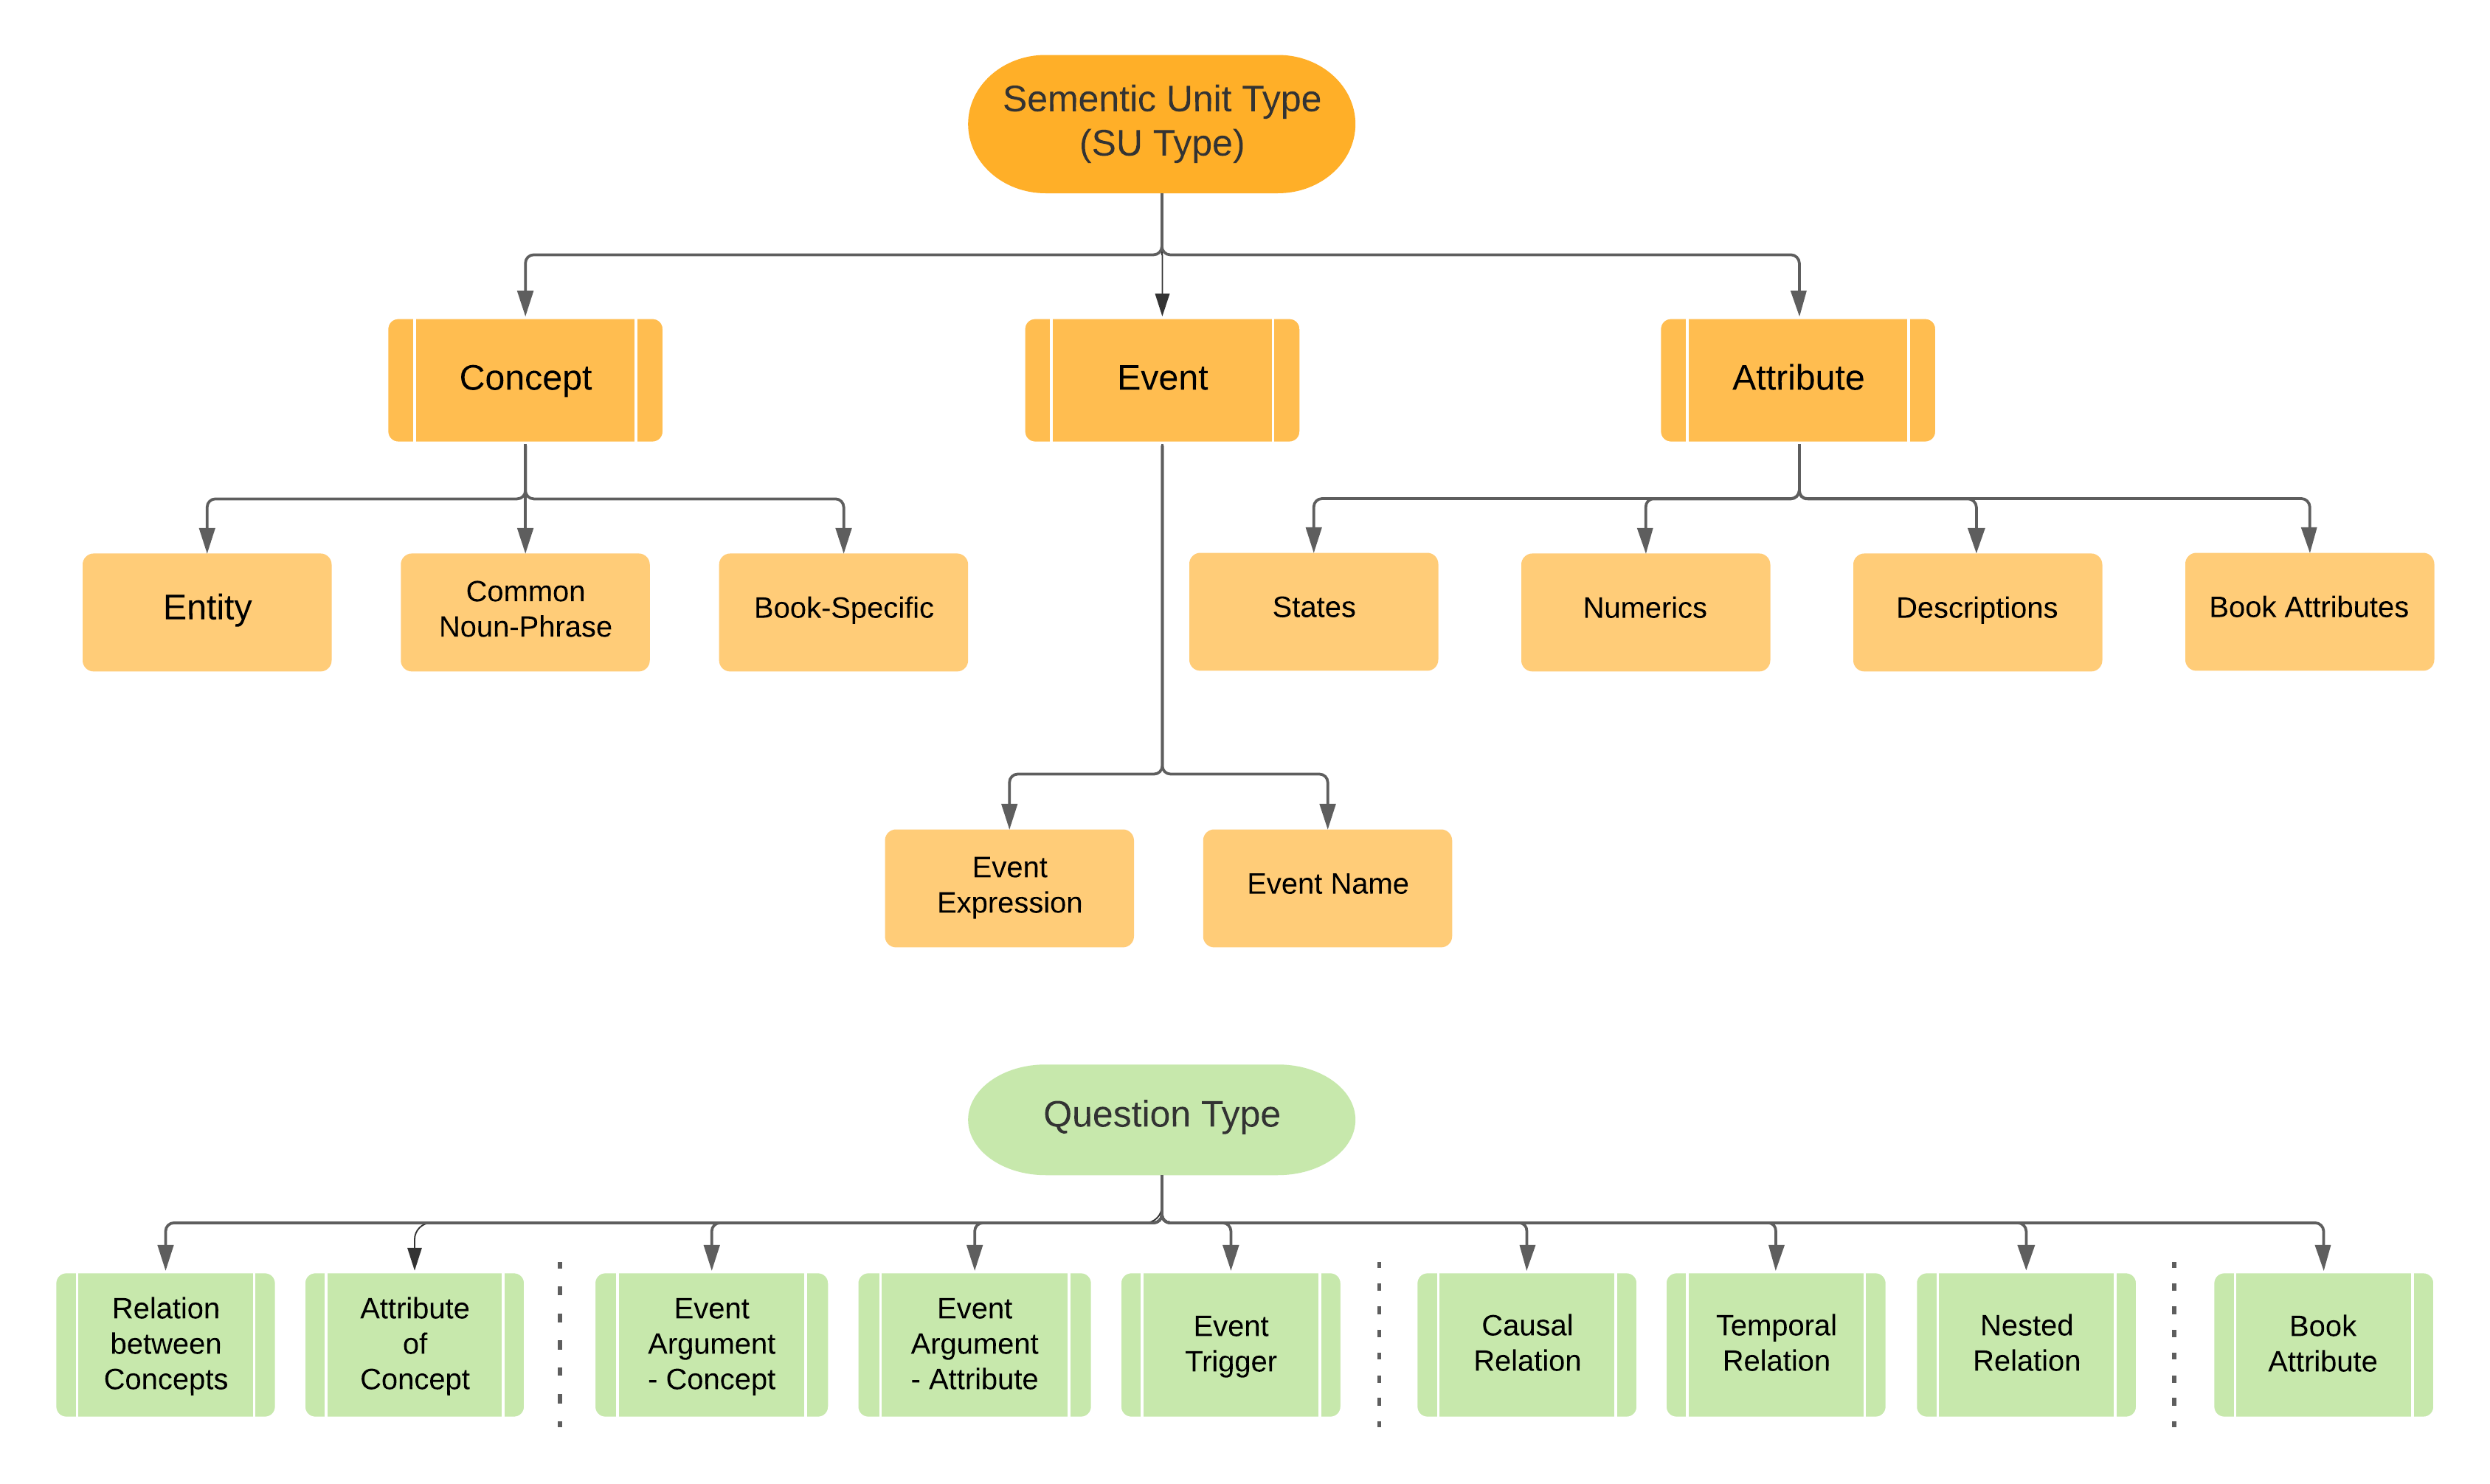 Sementic Unit Type
(SU Type)
Concept
Event
Attribute
Entity
Common
Noun-Phrase
Book-Specific
States
Numerics
Descriptions
Book Attributes
Event
Expression
Event Name
Question Type
Relation
between
Concepts
Attribute
of
Concept
Event
Argument
- Concept
Event
Argument
- Attribute
Event
Trigger
Causal
Relation
Temporal
Relation
Nested
Relation
Book
Attribute